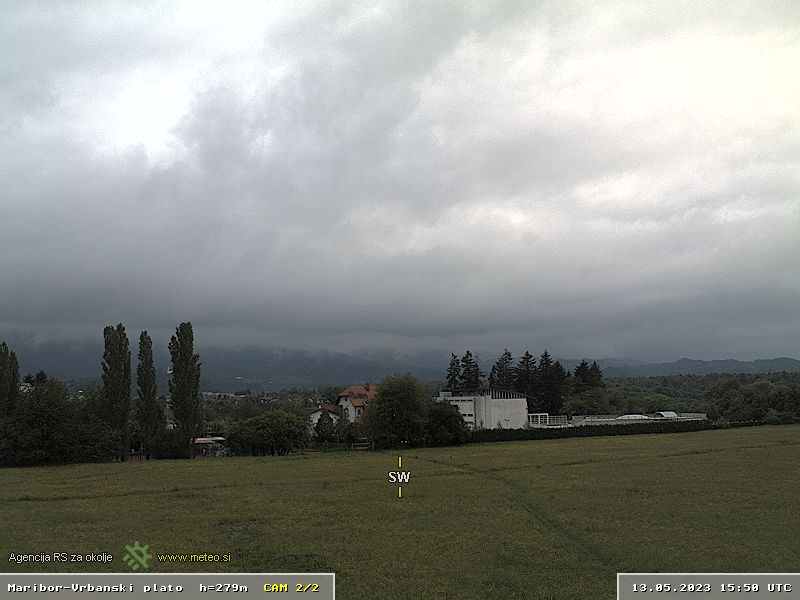 SW
Agencija RS za okolje www.meteo.si
Maribor-Vrbanski plato h=279m CAM 2/2
13.05.2023 15:50 UTC